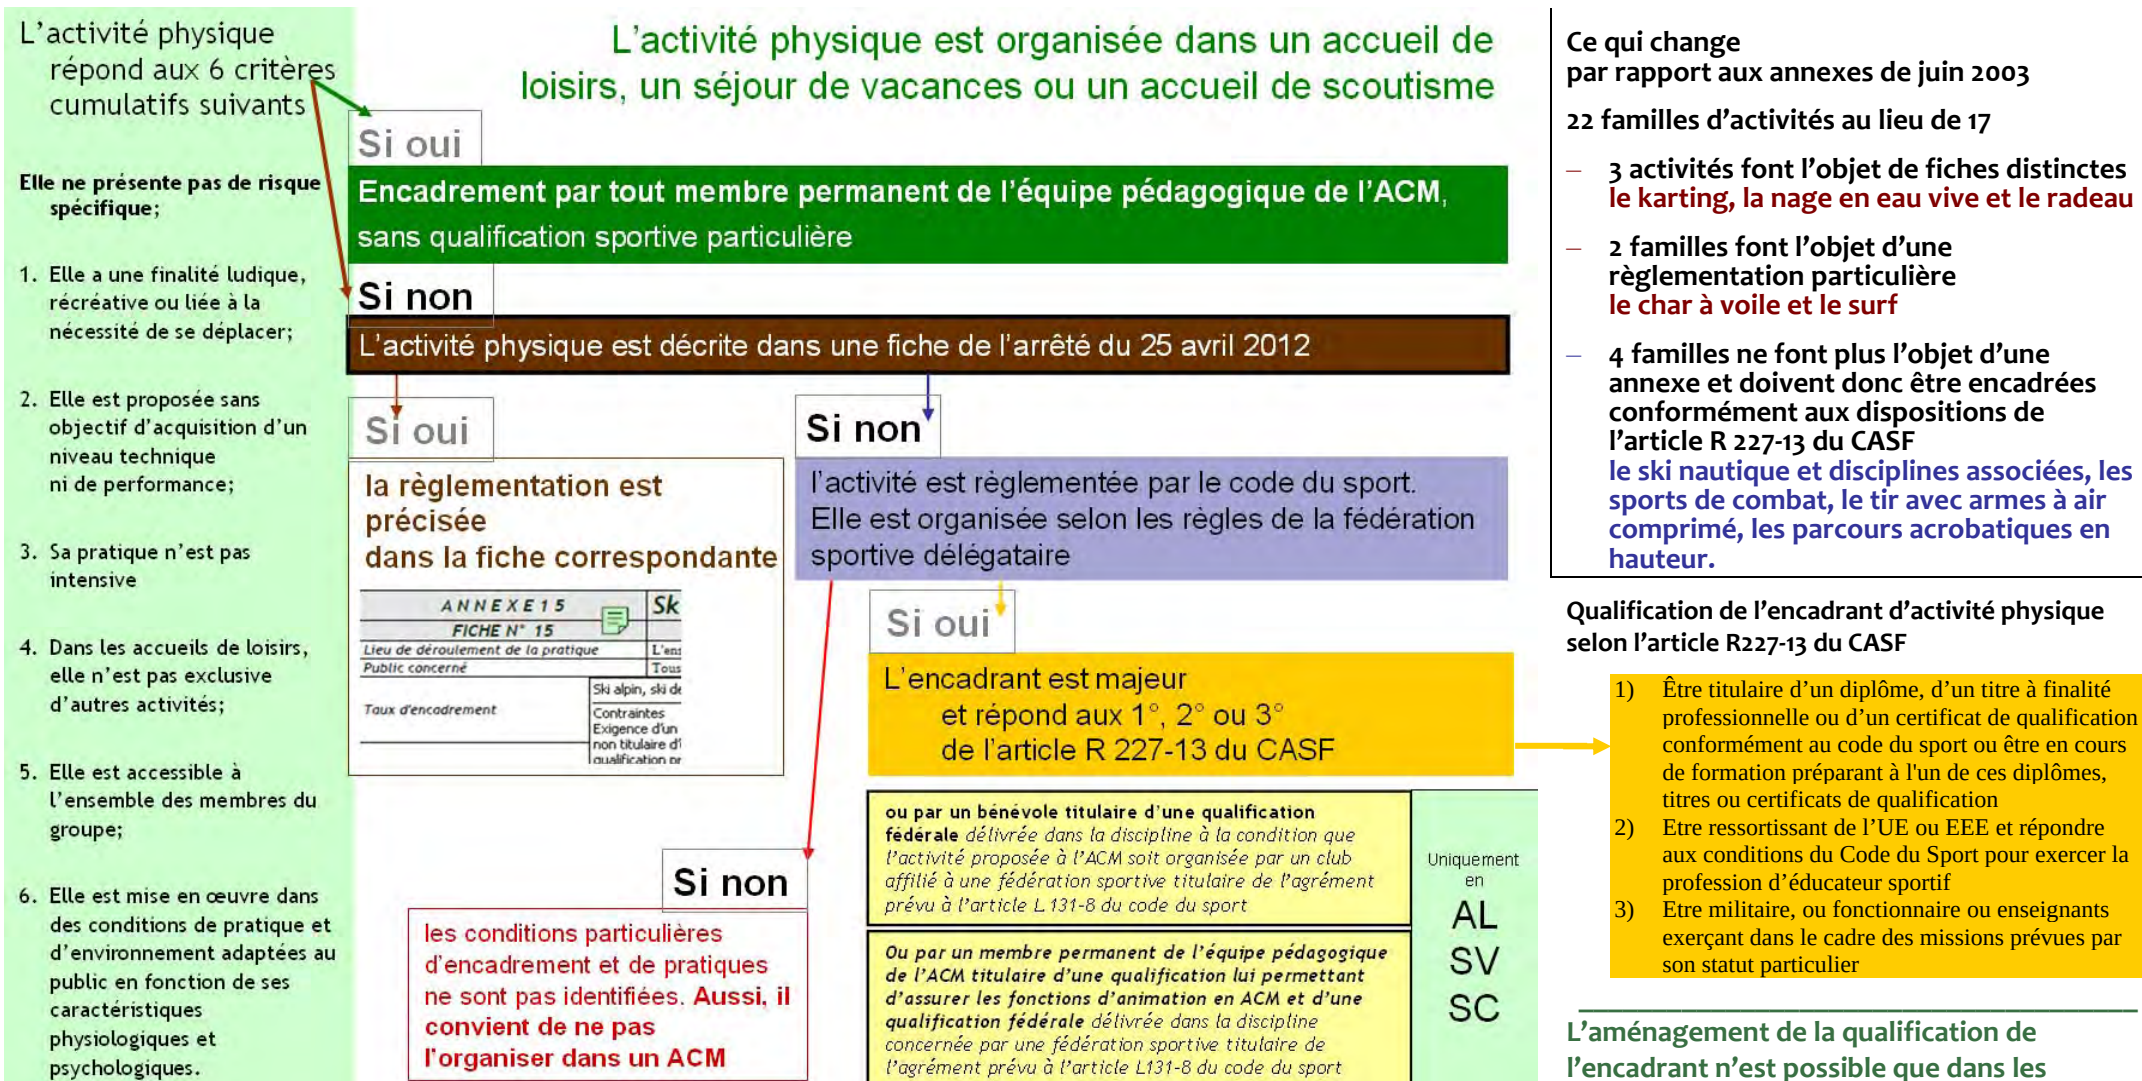 L'activité physique
répond aux 6 critères
cumulatifs suivants
Elle ne présente pas de risque
spécifique;
1. Elle a une finalité ludique,
récréative ou liée à la
nécessité de se déplacer;
2. Elle est proposée sans
objectif d'acquisition d'un
niveau technique
ni de performance;
3. Sa pratique n'est pas
intensive
4. Dans les accueils de loisirs,
elle n'est pas exclusive
d'autres activités;
5. Elle est accessible à
l'ensemble des membres du
groupe;
6. Elle est mise en œuvre dans
des conditions de pratique et
d'environnement adaptées au
public en fonction de ses
caractéristiques
physiologiques et
psychologiques.
L'activité physique est organisée dans un accueil de
loisirs, un séjour de vacances ou un accueil de scoutisme
Si oui
Encadrement par tout membre permanent de l'équipe pédagogique de l'ACM,
sans qualification sportive particulière
Si non
L'activité physique est décrite dans une fiche de l'arrêté du 25 avril 2012
Si oui
la règlementation est
précisée
dans la fiche correspondante
ANNEXE 15
Sk
FICHE N° 15
Lieu de déroulement de la pratique
L'ens
Public concerné
Tous
Taux d'encadrement
Ski alpin, ski de
Contraintes
Exigence d'un
non titulaire d'
qualification pr
Si non
l'activité est règlementée par le code du sport.
Elle est organisée selon les règles de la fédération
sportive délégataire
Si oui
L'encadrant est majeur
et répond aux 1°, 2° ou 3°
de l'article R 227-13 du CASF
ou par un bénévole titulaire d'une qualification
fédérale délivrée dans la discipline à la condition que
l'activité proposée à l'ACM soit organisée par un club
affilié à une fédération sportive titulaire de l'agrément
prévu à l'article L 131-8 du code du sport
Ou par un membre permanent de l'équipe pédagogique
de l'ACM titulaire d'une qualification lui permettant
d'assurer les fonctions d'animation en ACM et d'une
qualification fédérale délivrée dans la discipline
concernée par une fédération sportive titulaire de
l'agrément prévu à l'article L131-8 du code du sport
Uniquement
en
AL
SV
SC
Si non
les conditions particulières
d'encadrement et de pratiques
ne sont pas identifiées. Aussi, il
convient de ne pas
l'organiser dans un ACM
Ce qui change
par rapport aux annexes de juin 2003
22 familles d'activités au lieu de 17
– 3 activités font l'objet de fiches distinctes
le karting, la nage en eau vive et le radeau
– 2 familles font l'objet d'une
règlementation particulière
le char à voile et le surf
– 4 familles ne font plus l'objet d'une
annexe et doivent donc être encadrées
conformément aux dispositions de
l'article R 227-13 du CASF
le ski nautique et disciplines associées, les
sports de combat, le tir avec armes à air
comprimé, les parcours acrobatiques en
hauteur.
Qualification de l'encadrant d'activité physique
selon l'article R227-13 du CASF
1) Être titulaire d'un diplôme, d'un titre à finalité
professionnelle ou d'un certificat de qualification
conformément au code du sport ou être en cours
de formation préparant à l'un de ces diplômes,
titres ou certificats de qualification
2) Etre ressortissant de l'UE ou EEE et répondre
aux conditions du Code du Sport pour exercer la
profession d'éducateur sportif
3) Etre militaire, ou fonctionnaire ou enseignants
exerçant dans le cadre des missions prévues par
son statut particulier
L'aménagement de la qualification de
l'encadrant n'est possible que dans les